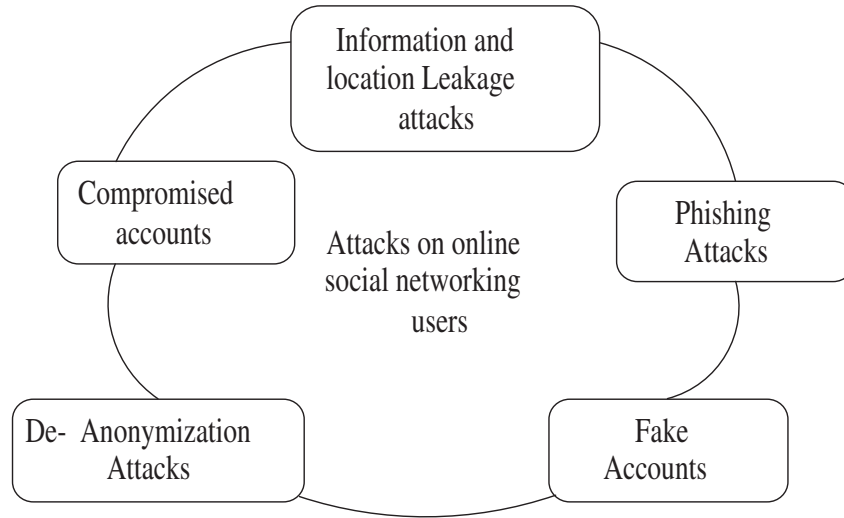 Information and
location Leakage
attacks
Compromised
accounts
Phishing
Attacks
Attacks on online
social networking
users
De- Anonymization
Attacks
Fake
Accounts